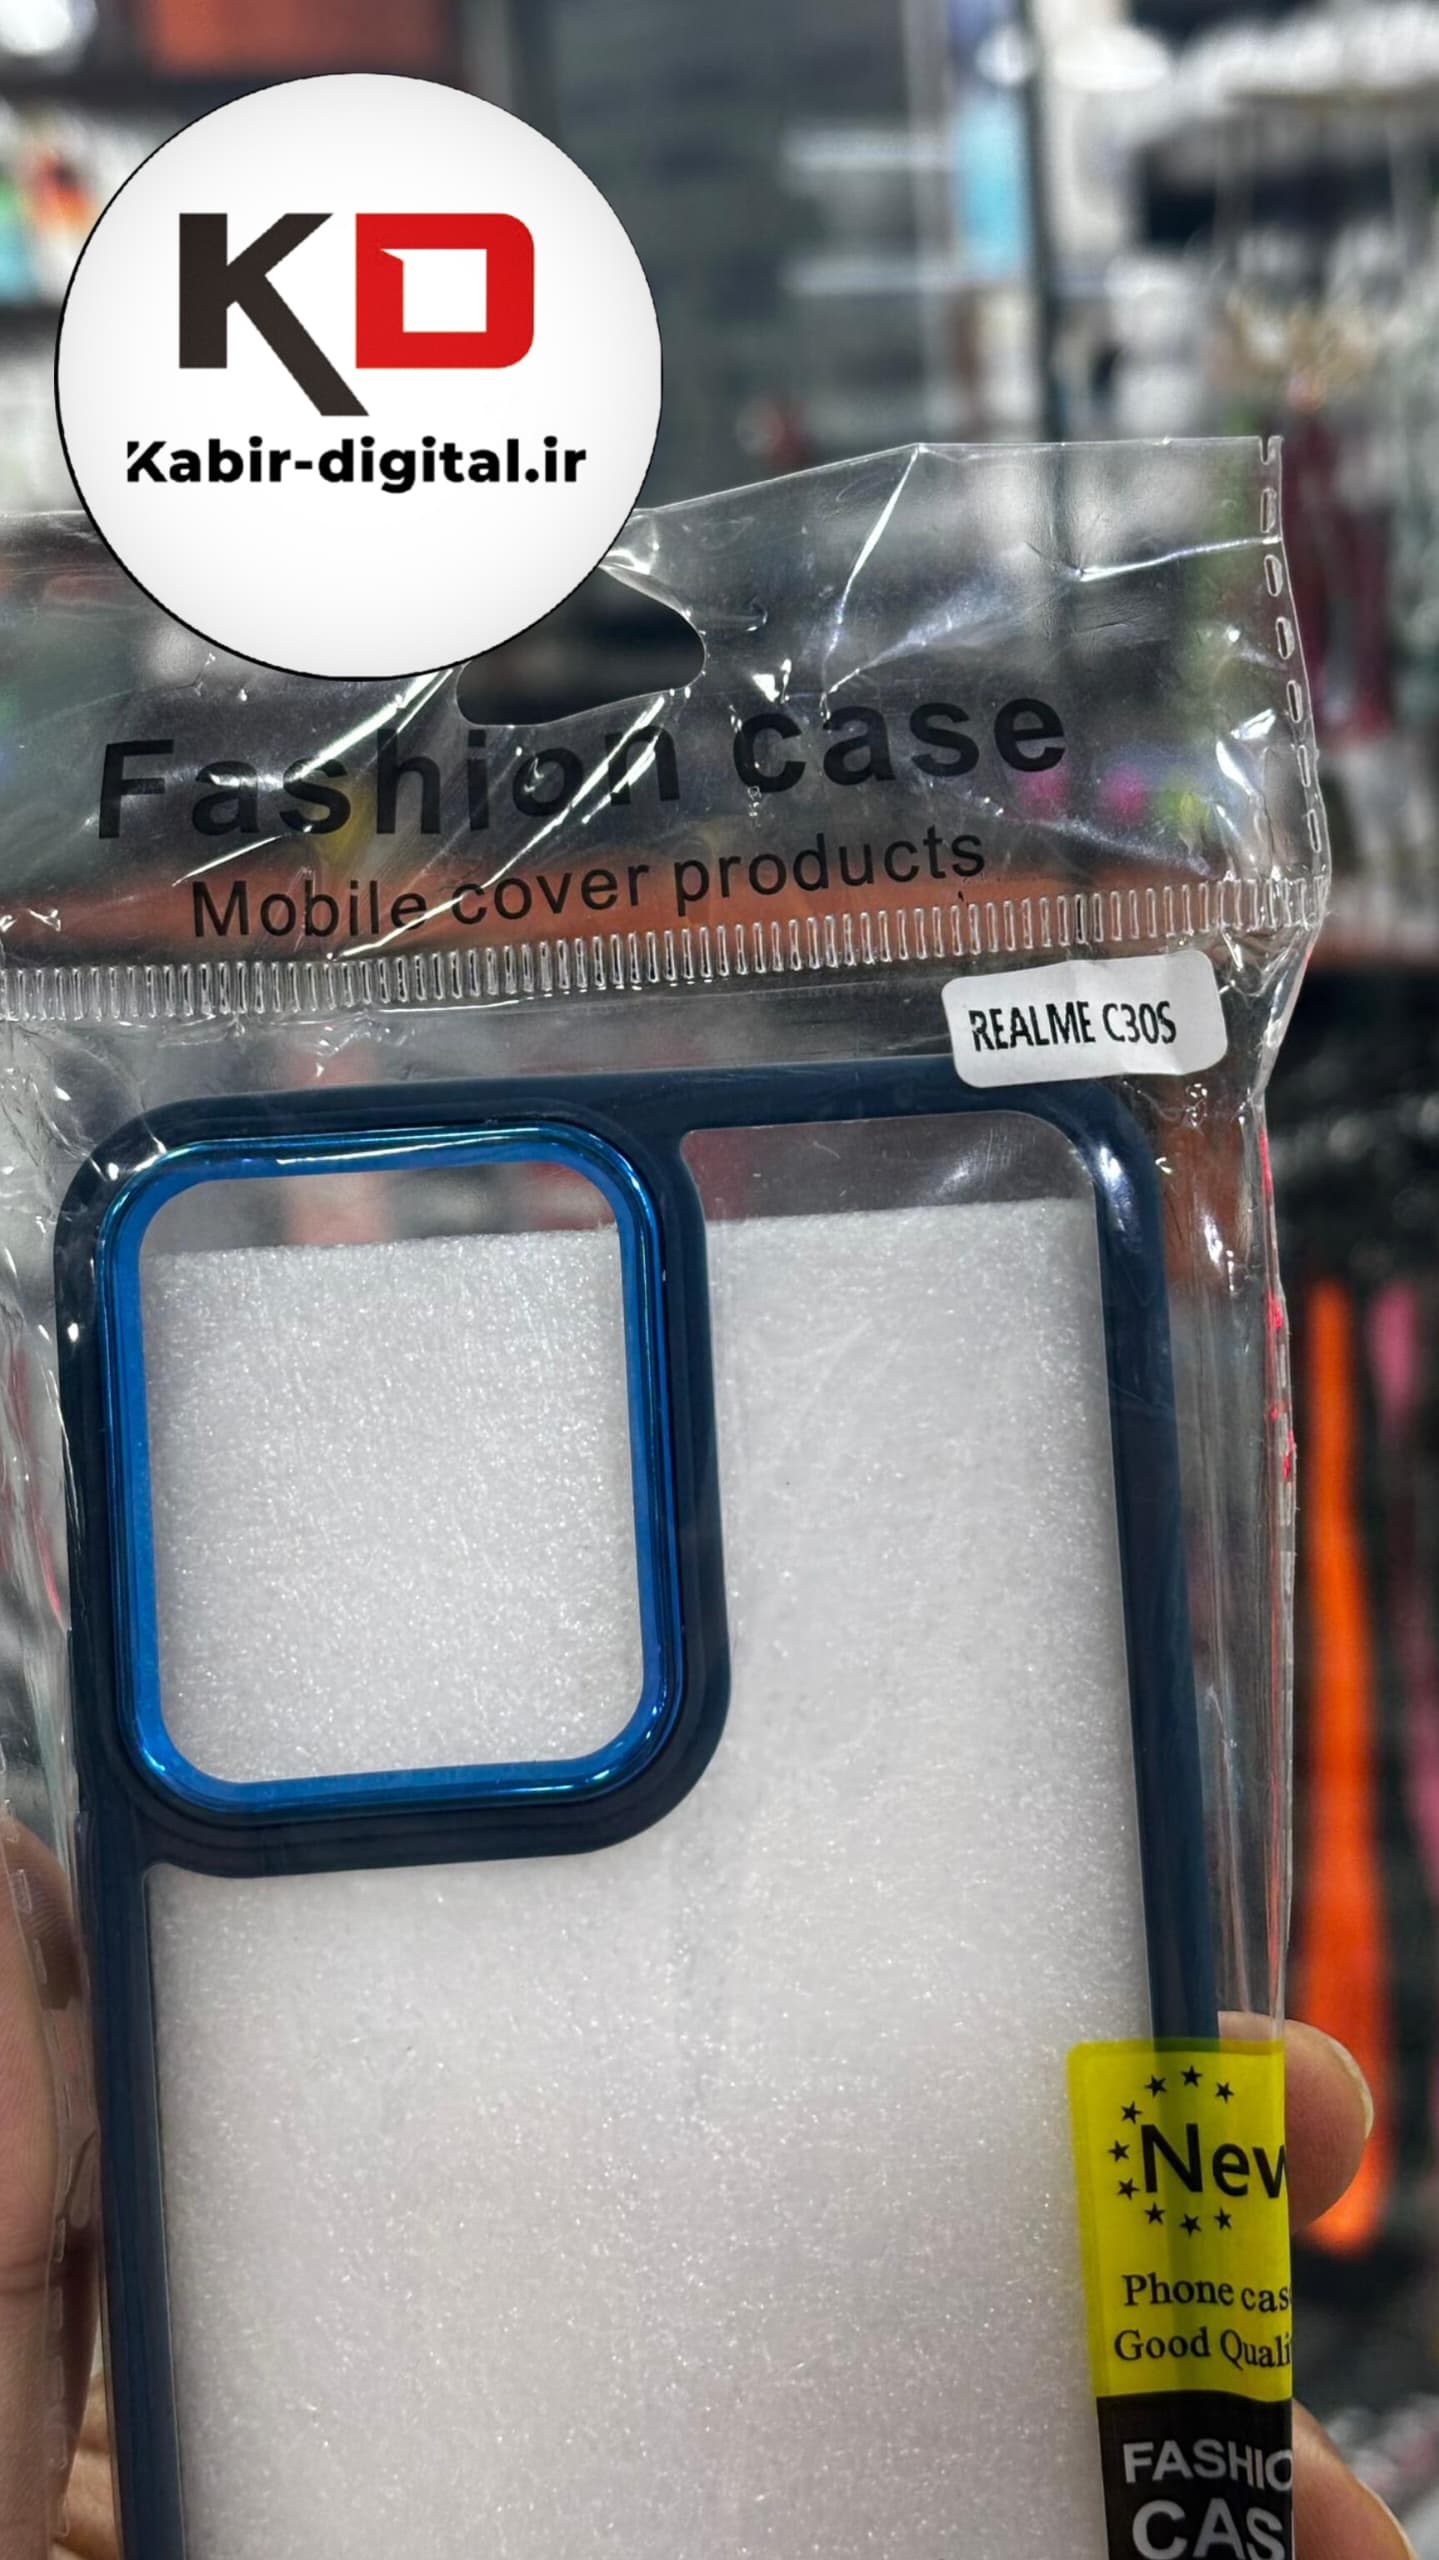 KD
Kabir-digital.ir
Fashion case
Mobile cover products
REALME C30S
New
Phone cas
Good Quali
FASHIO
CAS